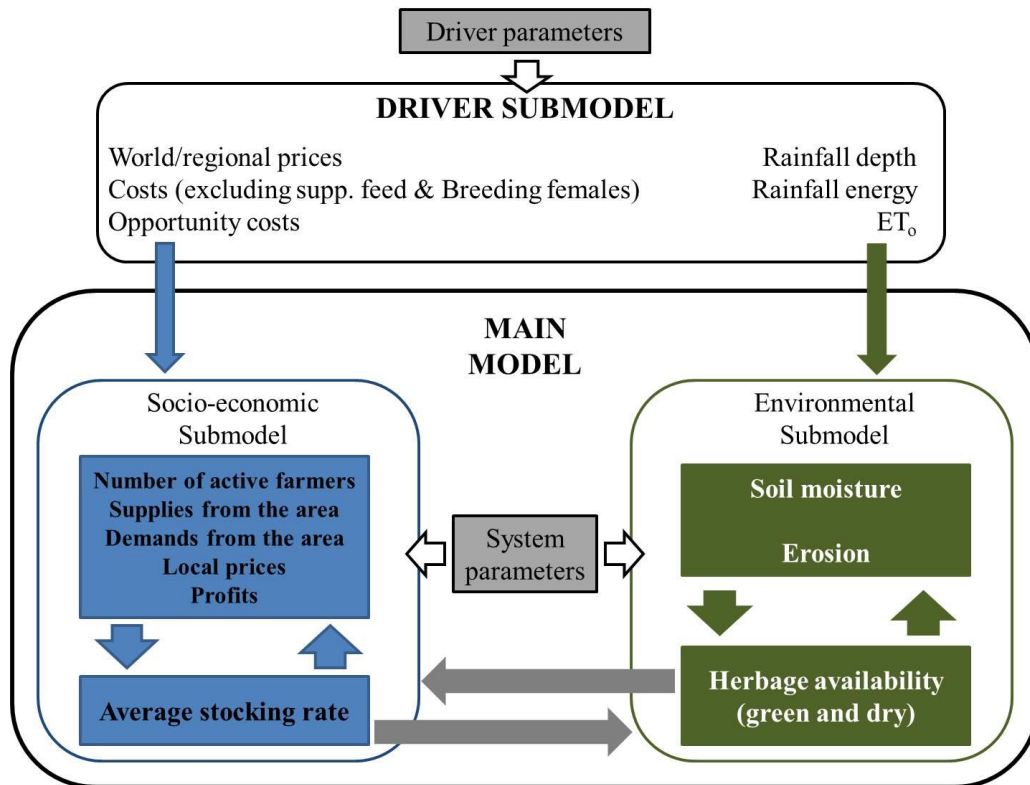 Driver parameters
DRIVER SUBMODEL
World/regional prices
Costs (excluding supp. feed & Breeding females)
Opportunity costs
Rainfall depth
Rainfall energy
ETo
MAIN
MODEL
Socio-economic
Submodel
Number of active farmers
Supplies from the area
Demands from the area
Local prices
Profits
Average stocking rate
System
parameters
Environmental
Submodel
Soil moisture
Erosion
Herbage availability
(green and dry)